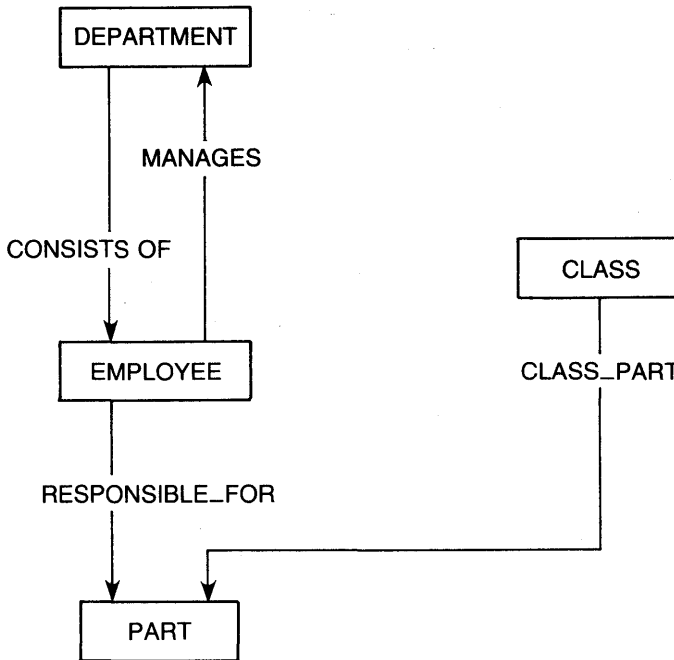 DEPARTMENT
MANAGES
CONSISTS OF
CLASS
EMPLOYEE
CLASS_PART
RESPONSIBLE_FOR
PART